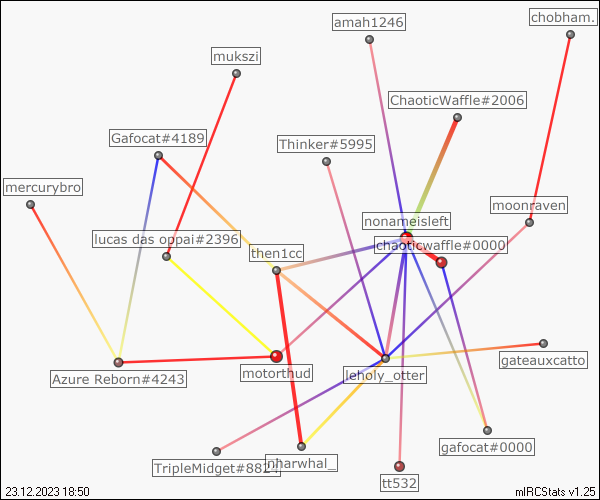 chobham.
amah1246
mukszi
ChaoticWaffle#2006
Gafocat#4189
Thinker#5995
mercurybro
moonraven
nonameisleft
lucas das oppai#2396
chaoticwaffle#0000
then1cc
gateauxcatto
motorthud
leholy_otter
Azure Reborn#4243
gafocat#0000
TripleMidget#8824
nharwhal_
tt532
23.12.2023 18:50
mIRCStats v1.25